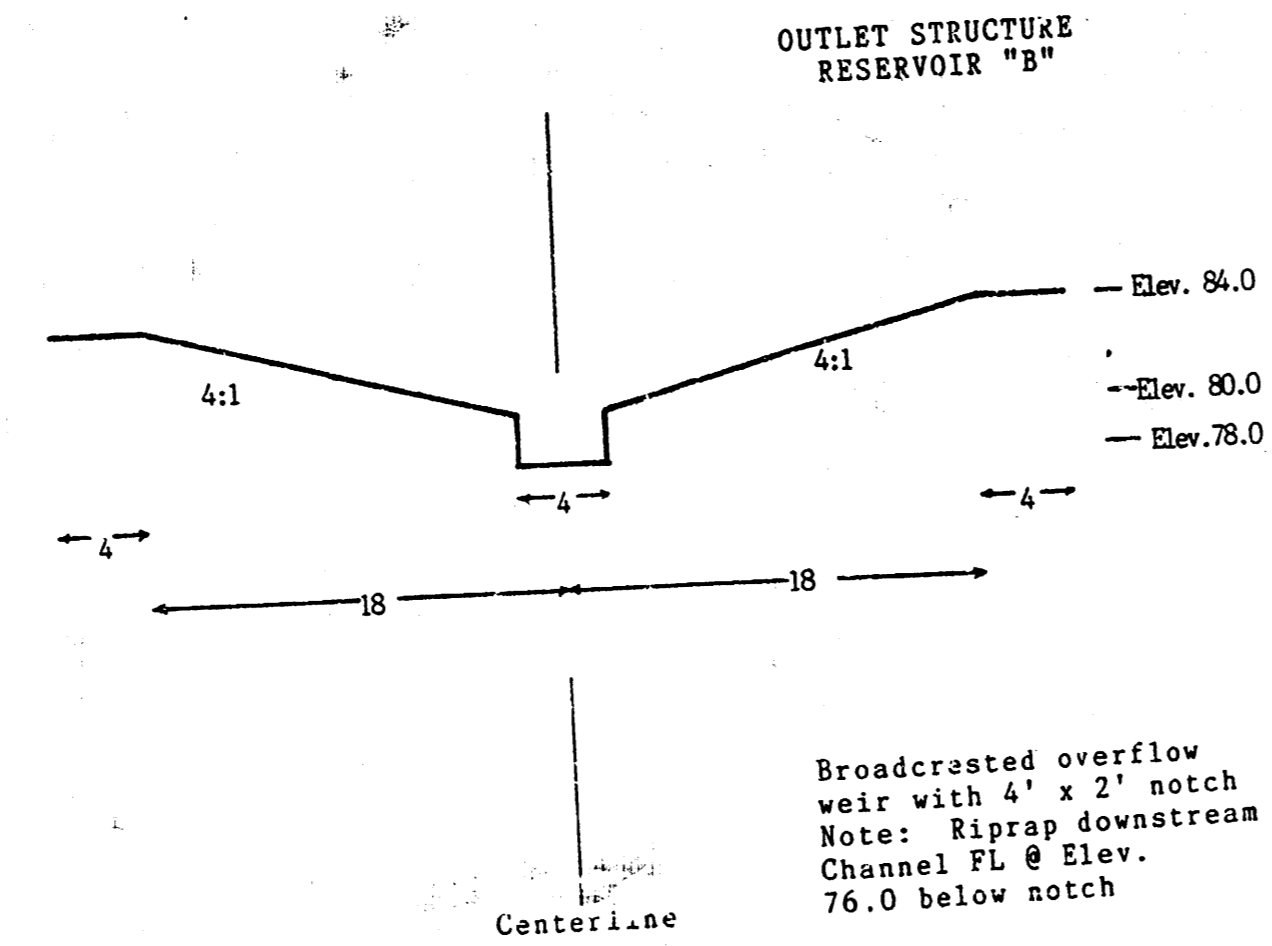 OUTLET STRUCTURE
RESERVOIR "B"
Elev. 84.0
4:1
4:1
Elev. 80.0
Elev.78.0
4
4
4
18
18
Broadcrested overflow
weir with 4' x 2' notch
Note: Riprap downstream
Channel FL @ Elev.
76.0 below notch
Centerline